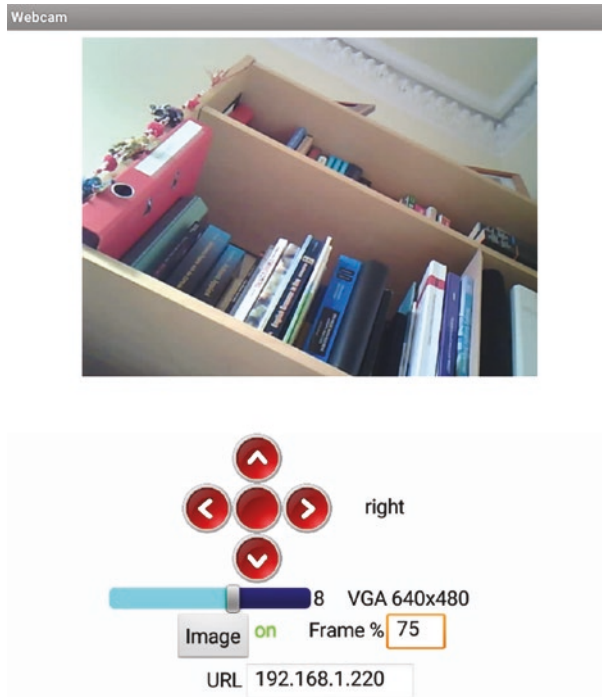 Webcam
right
8 VGA 640x480
Image on Frame % 75
URL 192.168.1.220